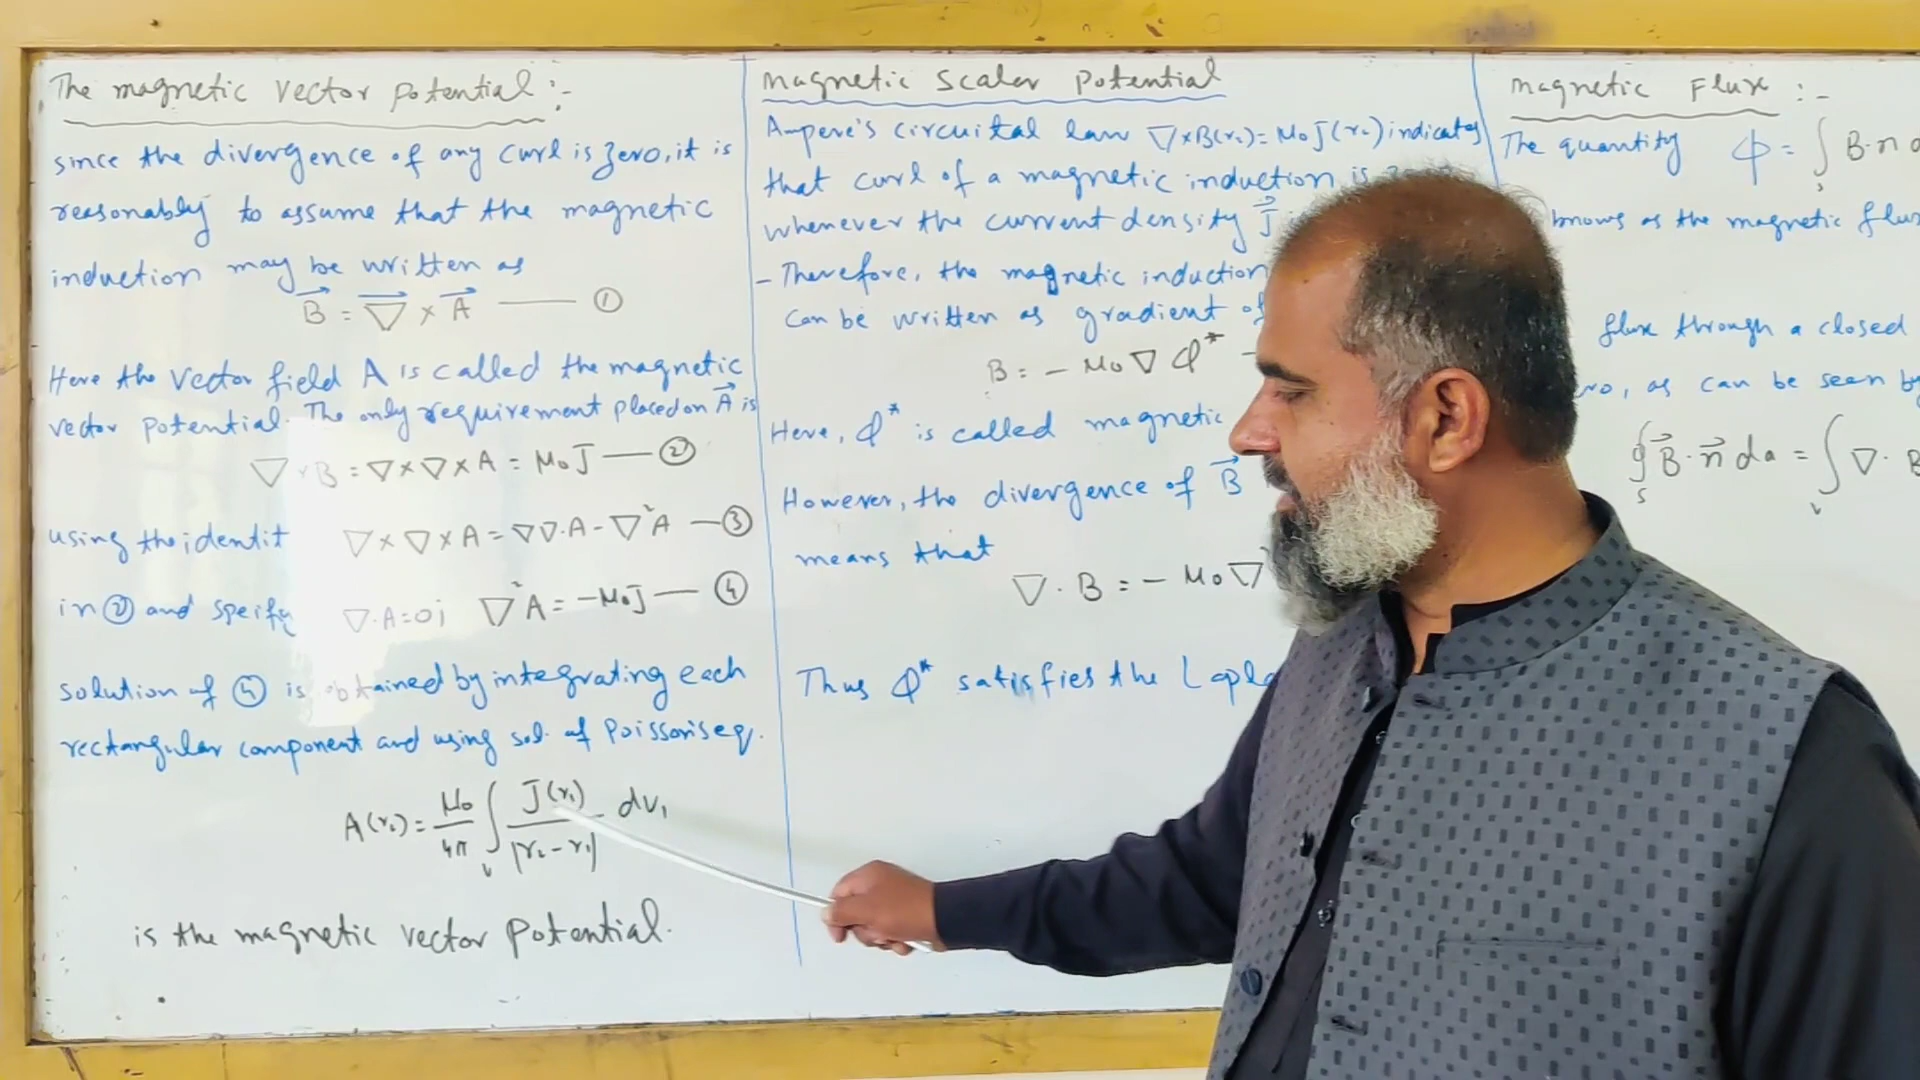 The magnetic vector potential :-
since the divergence of any curl is zero, it is
reasonably to assume that the magnetic
induction may be written as
B⃗ = ∇⃗ × A⃗ —— ①
Here the vector field A is called the magnetic
vector potential. The only requirement placed on A⃗ is
∇ × B = ∇ × ∇ × A = μ₀J —— ②
using the identit ∇ × ∇ × A = ∇∇.A - ∇²A —③
in ② and specify ∇.A=0; ∇²A = -μ₀J — ④
solution of ④ is obtained by integrating each
rectangular component and using sol. of Poisson's eq.
A(r₂) = μ₀/4π ∫ᵥ J(r₁)/|r₂ - r₁| dv₁
is the magnetic vector potential.
magnetic scaler potential
Ampere's circuital law ∇×B(r₂) = μ₀J(r₂) indicates
that curl of a magnetic induction is
whenever the current density J⃗
- Therefore, the magnetic induction
can be written as gradient of
B = - μ₀ ∇ φ* -
Here, φ* is called magnetic
However, the divergence of B⃗
means that
∇ . B = - μ₀ ∇
Thus φ* satisfies the Lapla
magnetic Flux :-
The quantity ϕ = ∫ₛ B.n
knows as the magnetic flux
flux through a closed
as can be seen by
∮ₛ B⃗.n⃗ da = ∫ᵥ ∇. B